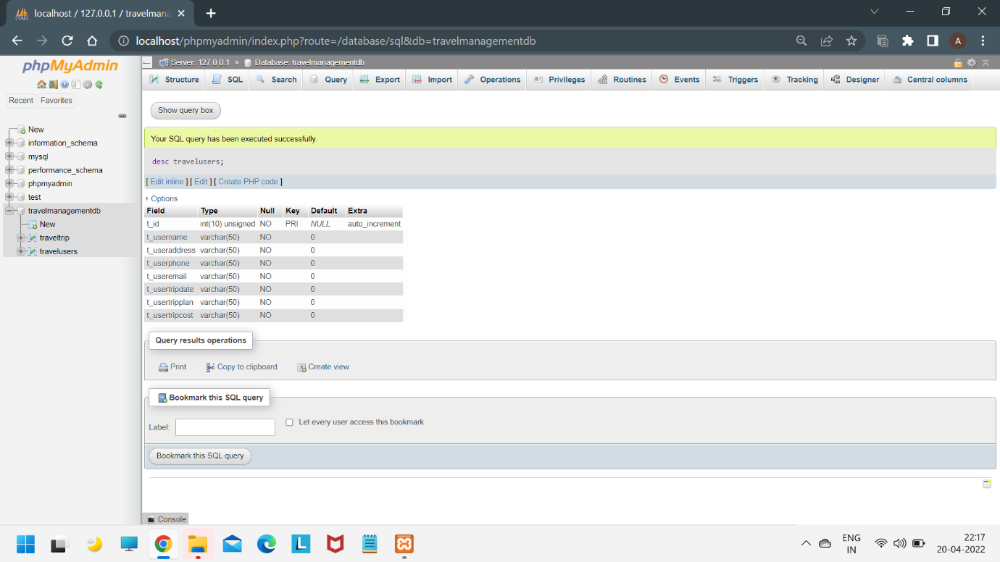 localhost / 127.0.0.1 / travelmana
localhost/phpmyadmin/index.php?route=/database/sql&db=travelmanagementdb
A
phpMyAdmin
Recent Favorites
New
information_schema
mysql
performance_schema
phpmyadmin
test
travelmanagementdb
New
traveltrip
travelusers
Server: 127.0.0.1 » Database: travelmanagementdb
Structure SQL Search Query Export Import Operations Privileges Routines Events Triggers Tracking Designer Central columns
Show query box
Your SQL query has been executed successfully.
desc travelusers;
[ Edit inline ] [ Edit ] [ Create PHP code ]
+ Options
Field Type Null Key Default Extra
t_id int(10) unsigned NO PRI NULL auto_increment
t_username varchar(50) NO 0
t_useraddress varchar(50) NO 0
t_userphone varchar(50) NO 0
t_useremail varchar(50) NO 0
t_usertripdate varchar(50) NO 0
t_usertripplan varchar(50) NO 0
t_usertripcost varchar(50) NO 0
Query results operations
Print Copy to clipboard Create view
Bookmark this SQL query
Label: Let every user access this bookmark
Bookmark this SQL query
Console
L
ENG
IN
22:17
20-04-2022